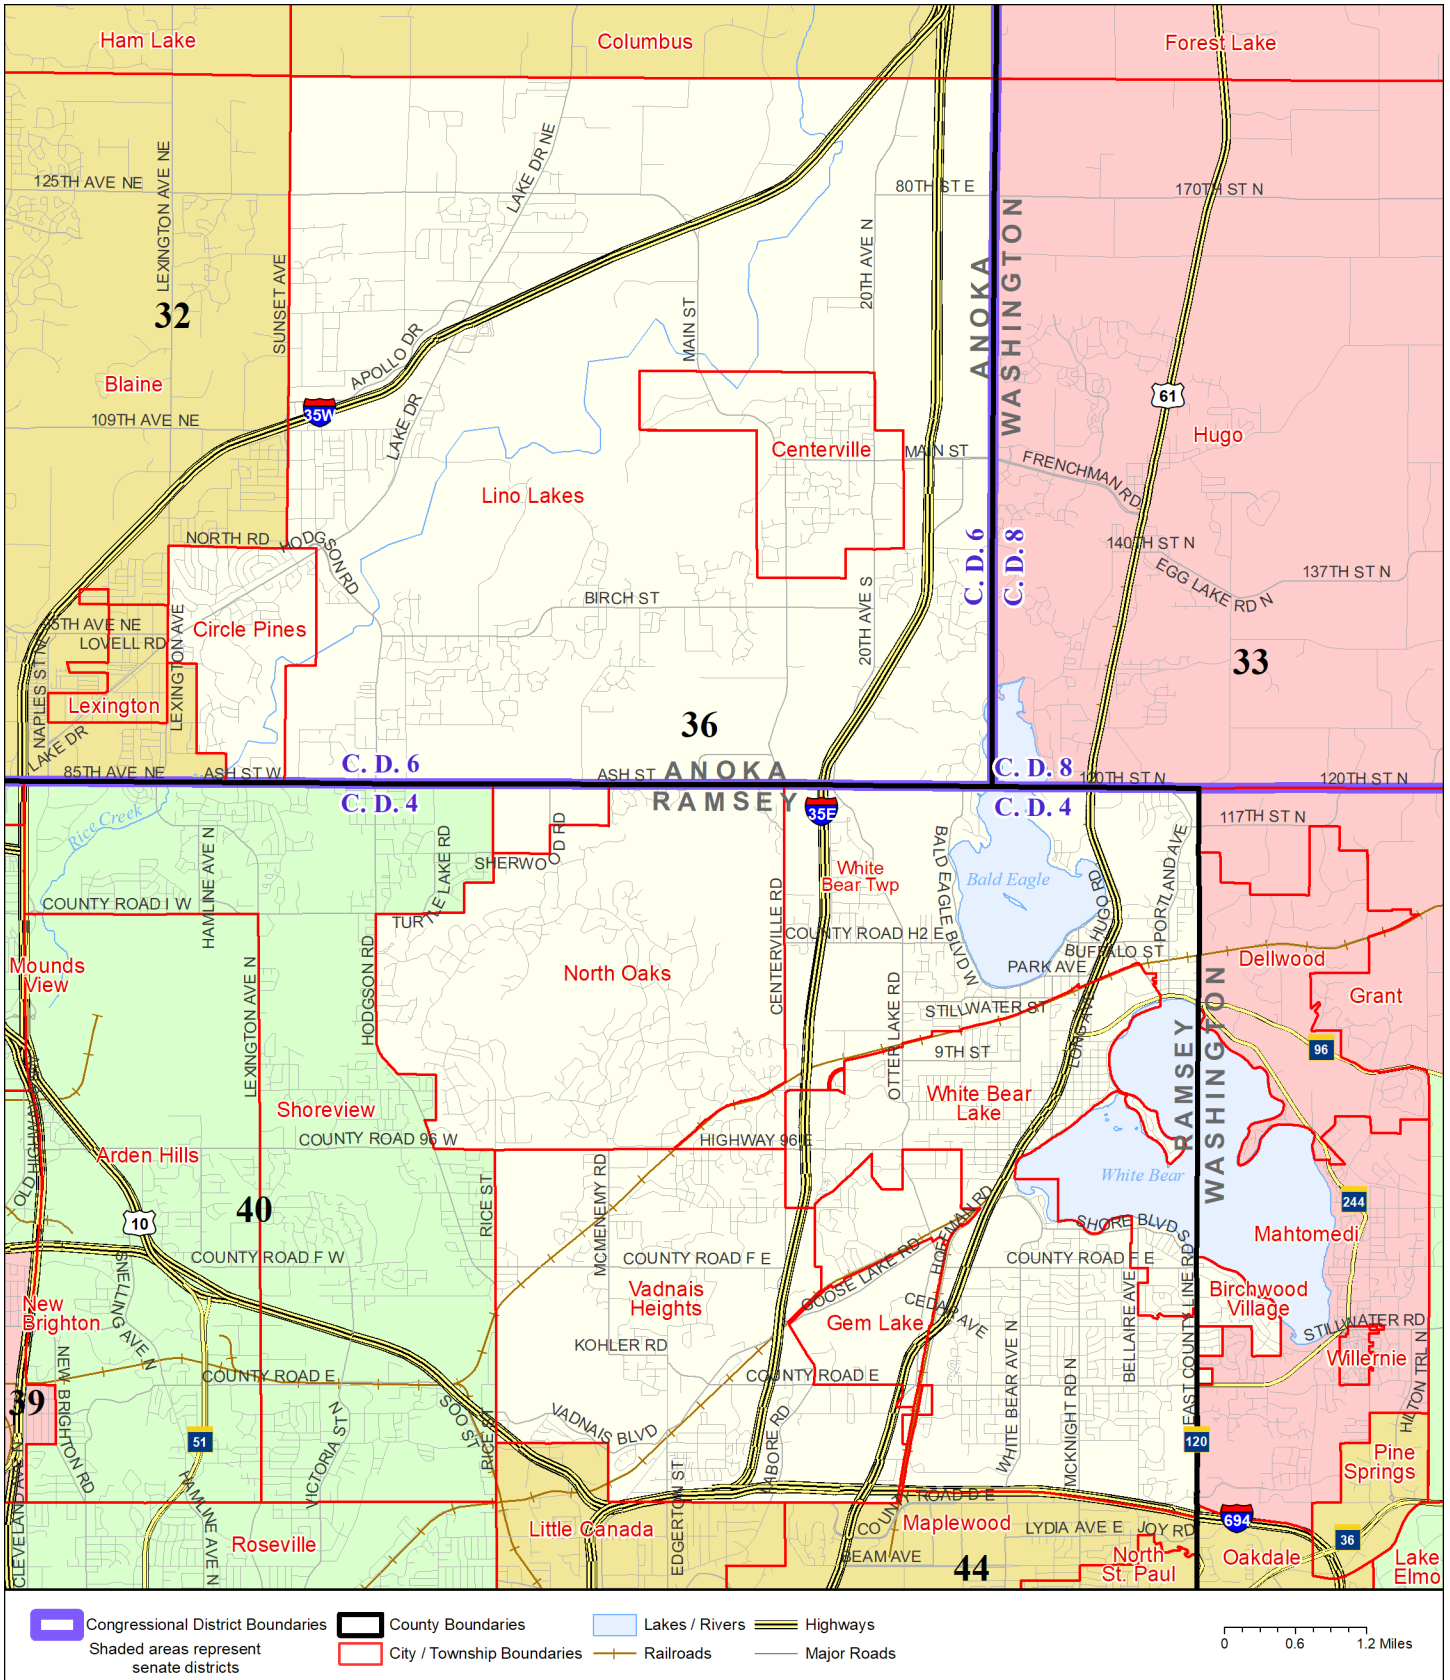 Ham Lake
Columbus
Forest Lake
125TH AVE NE
LEXINGTON AVE NE
LAKE DR NE
80TH ST E
170TH ST N
SUNSET AVE
20TH AVE N
ANOKA
WASHINGTON
32
MAIN ST
APOLLO DR
Blaine
35W
61
109TH AVE NE
LAKE DR
Centerville
MAIN ST
Hugo
FRENCHMAN RD
Lino Lakes
NORTH RD
HODGSON RD
C. D. 6
C. D. 8
140TH ST N
EGG LAKE RD N
137TH ST N
BIRCH ST
5TH AVE NE
LOVELL RD
LEXINGTON AVE
Circle Pines
20TH AVE S
NAPLES ST NE
Lexington
33
36
LAKE DR
85TH AVE NE
ASH ST W
C. D. 6
ASH ST
ANOKA
C. D. 8
120TH ST N
C. D. 4
RAMSEY
35E
C. D. 4
Rice Creek
117TH ST N
HAMLINE AVE N
TURTLE LAKE RD
SHERWOOD RD
White
Bear Twp
BALD EAGLE BLVD W
Bald Eagle
HUGO RD
PORTLAND AVE
COUNTY ROAD I W
CENTERVILLE RD
COUNTY ROAD H2 E
BUFFALO ST
PARK AVE
Dellwood
Mounds
View
LEXINGTON AVE N
HODGSON RD
North Oaks
OTTER LAKE RD
STILLWATER ST
LONG AVE
Grant
RAMSEY
WASHINGTON
96
9TH ST
White Bear
Lake
Shoreview
COUNTY ROAD 96 W
HIGHWAY 96 E
OLD HIGHWAY
Arden Hills
White Bear
40
10
RICE ST
MCMENEMY RD
HOFFMAN RD
SHORE BLVD S
244
Mahtomedi
COUNTY ROAD F W
COUNTY ROAD F E
COUNTY ROAD F E
SNELLING AVE N
Vadnais
Heights
GOOSE LAKE RD
CEDAR AVE
Gem Lake
BELLAIRE AVE
EAST COUNTY LINE RD
Birchwood
Village
New
Brighton
STILLWATER RD
KOHLER RD
WHITE BEAR AVE N
Willernie
HILTON TRL N
COUNTY ROAD E
COUNTY ROAD E
NEW BRIGHTON RD
39
VICTORIA ST N
SOO ST
RICE ST
VADNAIS BLVD
LABORE RD
MCKNIGHT RD N
51
120
Pine
Springs
CLEVELAND AVE N
HAMLINE AVE N
EDGERTON ST
COUNTY ROAD D E
694
Roseville
Little Canada
Maplewood
LYDIA AVE E
JOY RD
36
BEAM AVE
44
North
St. Paul
Oakdale
Lake
Elmo
Congressional District Boundaries
County Boundaries
Lakes / Rivers
Highways
Shaded areas represent
senate districts
City / Township Boundaries
Railroads
Major Roads
0 0.6 1.2 Miles